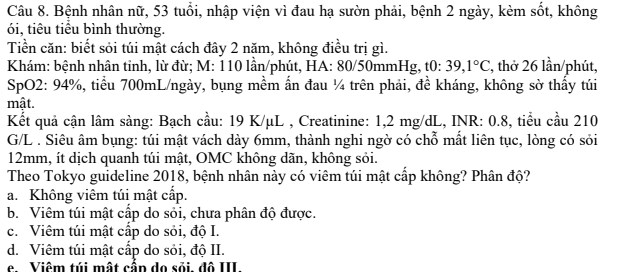 Câu 8. Bệnh nhân nữ, 53 tuổi, nhập viện vì đau hạ sườn phải, bệnh 2 ngày, kèm sốt, không
ói, tiêu tiểu bình thường.
Tiền căn: biết sỏi túi mật cách đây 2 năm, không điều trị gì.
Khám: bệnh nhân tỉnh, lừ đừ; M: 110 lần/phút, HA: 80/50mmHg, t0: 39,1°C, thở 26 lần/phút,
SpO2: 94%, tiểu 700mL/ngày, bụng mềm ấn đau ¼ trên phải, đề kháng, không sờ thấy túi
mật.
Kết quả cận lâm sàng: Bạch cầu: 19 K/µL , Creatinine: 1,2 mg/dL, INR: 0.8, tiểu cầu 210
G/L . Siêu âm bụng: túi mật vách dày 6mm, thành nghi ngờ có chỗ mất liên tục, lòng có sỏi
12mm, ít dịch quanh túi mật, OMC không dãn, không sỏi.
Theo Tokyo guideline 2018, bệnh nhân này có viêm túi mật cấp không? Phân độ?
a. Không viêm túi mật cấp.
b. Viêm túi mật cấp do sỏi, chưa phân độ được.
c. Viêm túi mật cấp do sỏi, độ I.
d. Viêm túi mật cấp do sỏi, độ II.
e. Viêm túi mật cấp do sỏi, độ III.